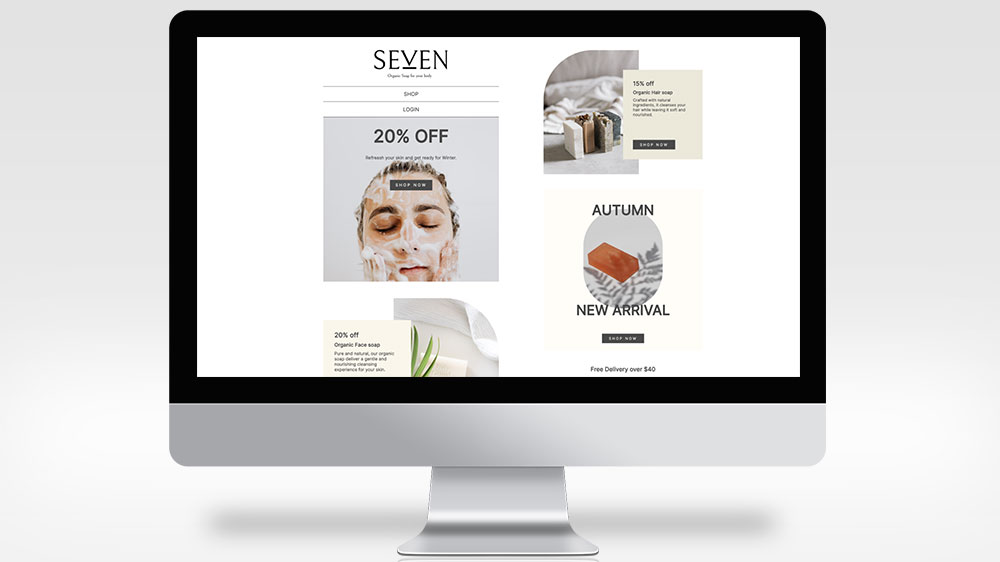 SEVEN
Organic Soap for your body
SHOP
LOGIN
20% OFF
Refreash your skin and get ready for Winter.
SHOP NOW
20% off
Organic Face soap
Pure and natural, our organic
soap deliver a gentle and
nourishing cleansing
experience for your skin.
15% off
Organic Hair soap
Crafted with natural
ingredients, it cleanses your
hair while leaving it soft and
nourished.
SHOP NOW
AUTUMN
NEW ARRIVAL
SHOP NOW
Free Delivery over $40